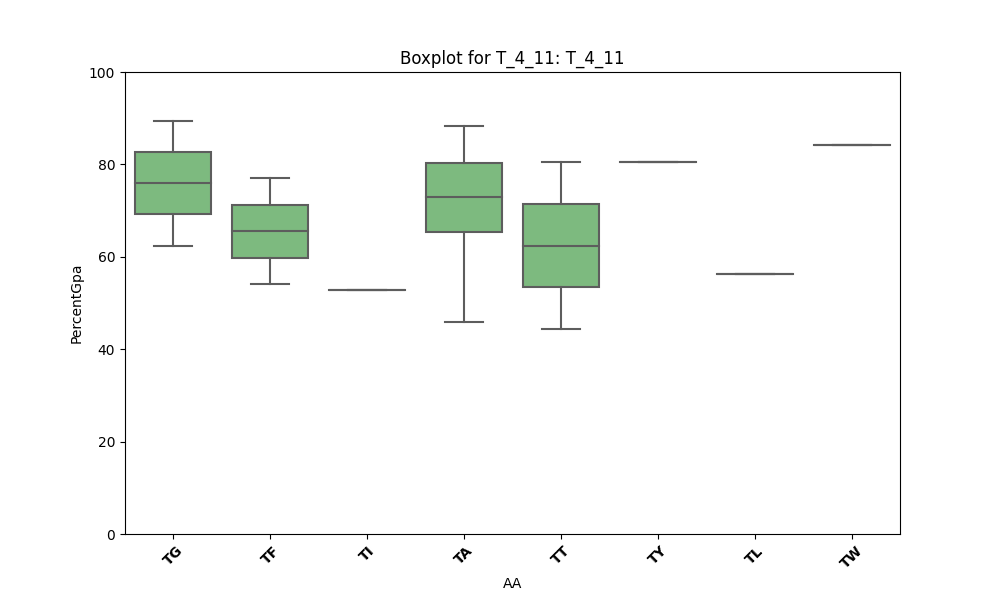 Boxplot for T_4_11: T_4_11
PercentGpa
100
80
60
40
20
0
TG
TF
TI
TA
TT
TY
TL
TW
AA